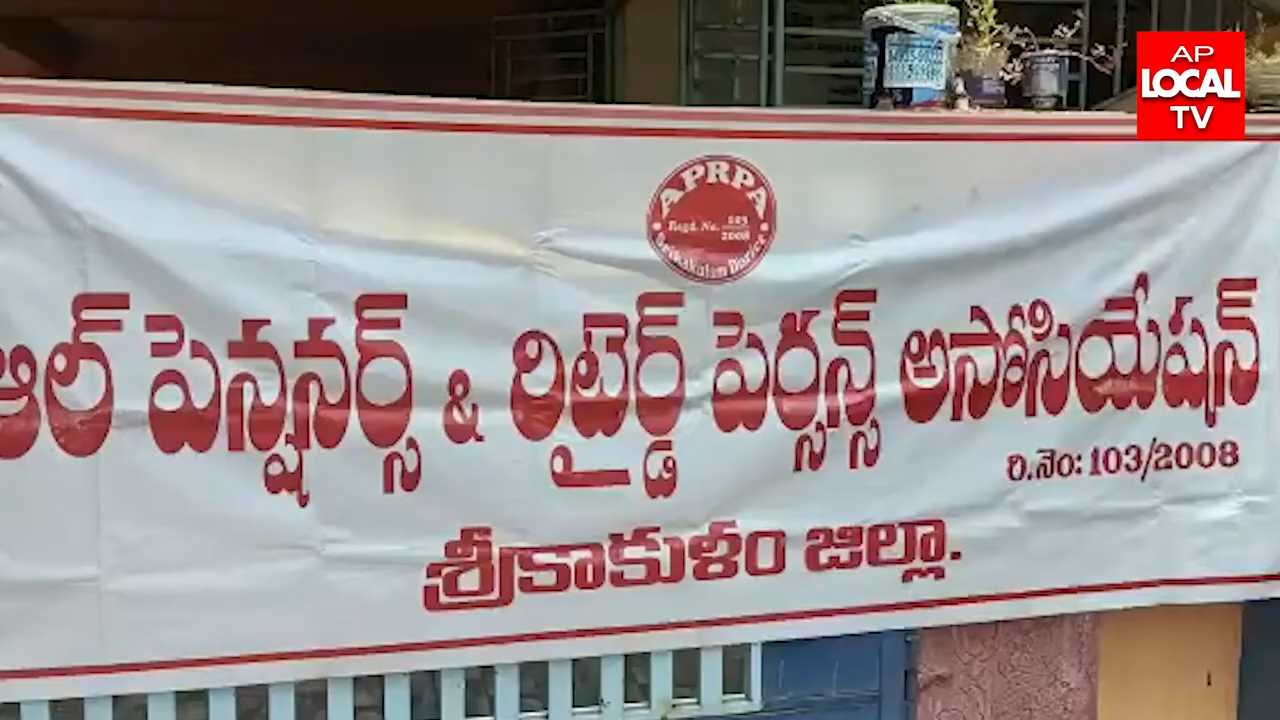 AP
LOCAL
TV
APRPA
Regd. No. 103/2008
Srikakulam District
ఆల్ పెన్షనర్స్ & రిటైర్డ్ పెర్సన్స్ అసోసియేషన్
రి.నెం: 103/2008
శ్రీకాకుళం జిల్లా.